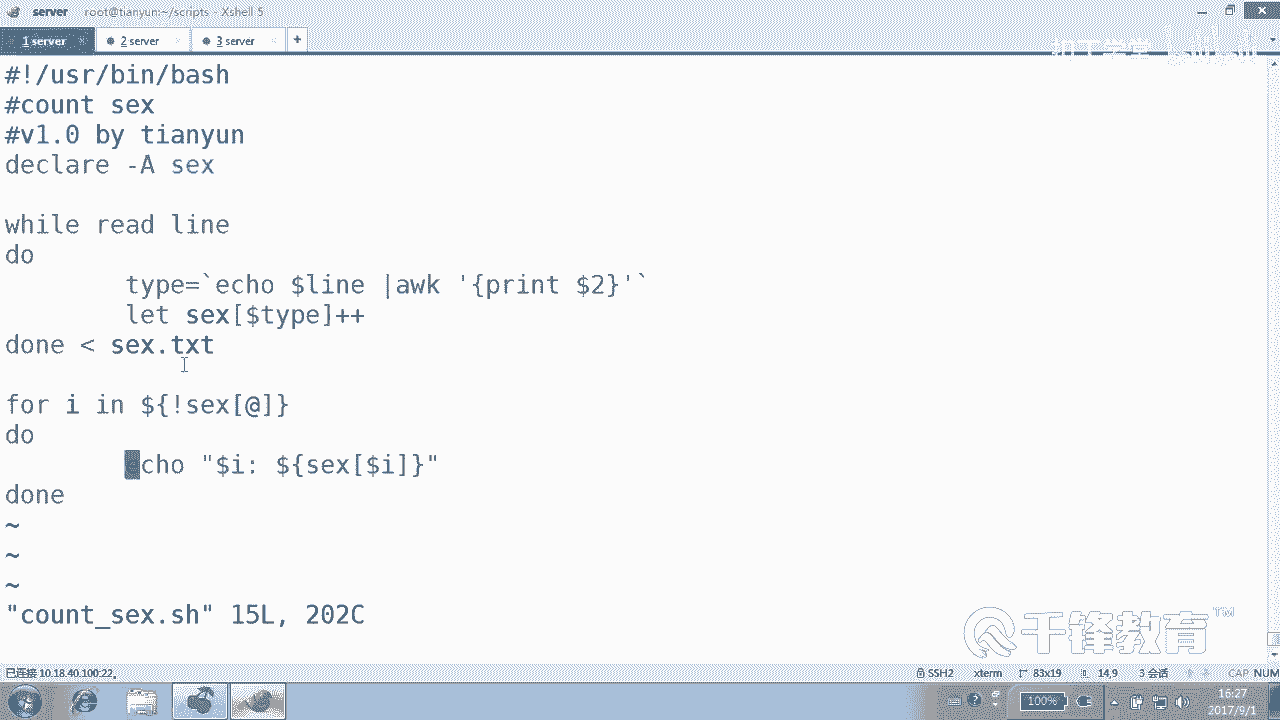 server root@tianyun:~/scripts - Xshell 5
1 server
2 server
3 server
+
#!/usr/bin/bash
#count sex
#v1.0 by tianyun
declare -A sex
while read line
do
type=`echo $line |awk '{print $2}'`
let sex[$type]++
done < sex.txt
for i in ${!sex[@]}
do
echo "$i: ${sex[$i]}"
done
~
~
~
"count_sex.sh" 15L, 202C
千锋教育 TM
已连接 10.18.40.100:22。
SSH2 xterm 83x19 14,9 3 会话 CAP NUM
100% 16:27
2017/9/1